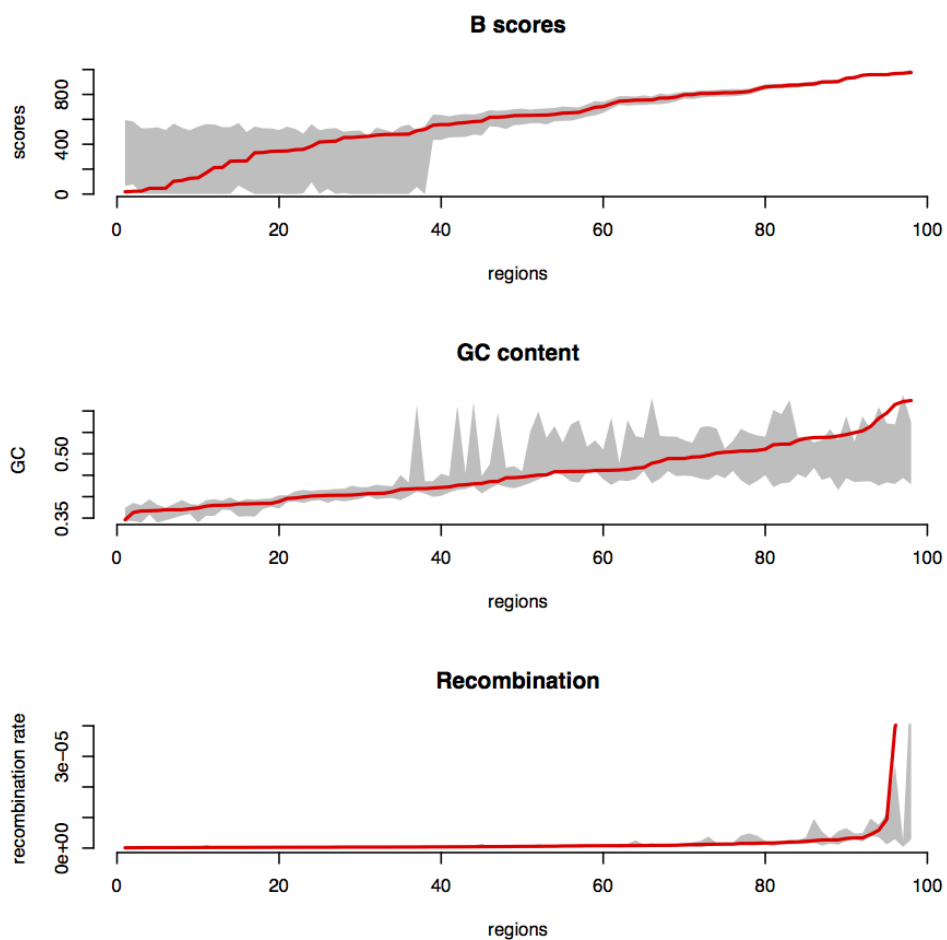 B scores
scores
0
400
800
0 20 40 60 80 100
regions
GC content
GC
0.35
0.50
0 20 40 60 80 100
regions
Recombination
recombination rate
0e+00
3e−05
0 20 40 60 80 100
regions